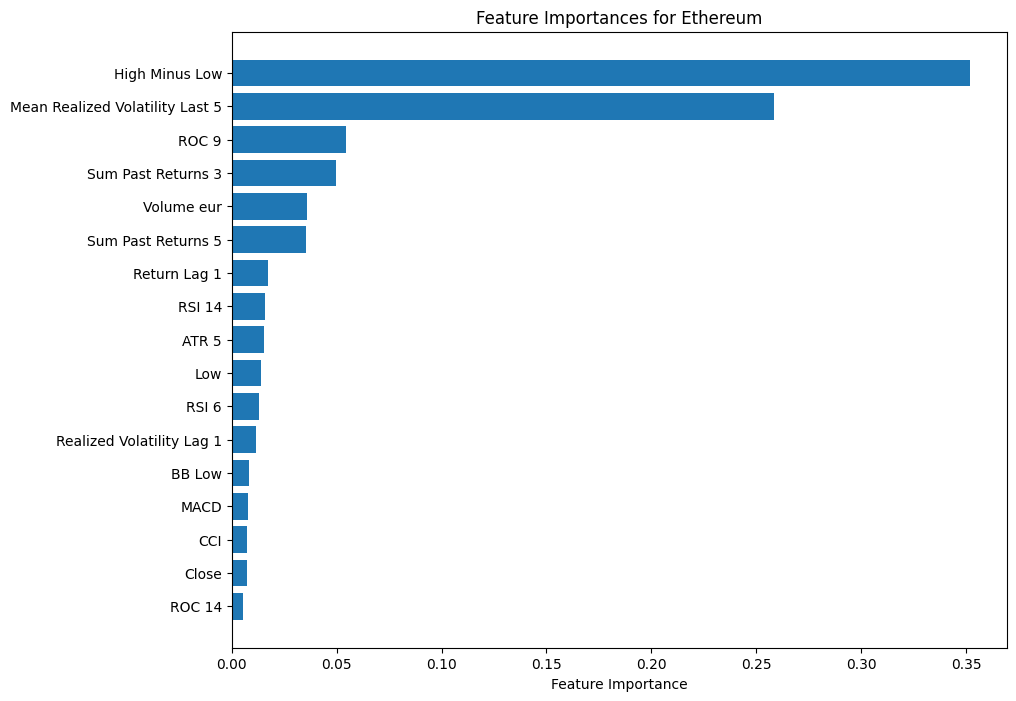 Feature Importances for Ethereum
High Minus Low
Mean Realized Volatility Last 5
ROC 9
Sum Past Returns 3
Volume eur
Sum Past Returns 5
Return Lag 1
RSI 14
ATR 5
Low
RSI 6
Realized Volatility Lag 1
BB Low
MACD
CCI
Close
ROC 14
0.00 0.05 0.10 0.15 0.20 0.25 0.30 0.35
Feature Importance